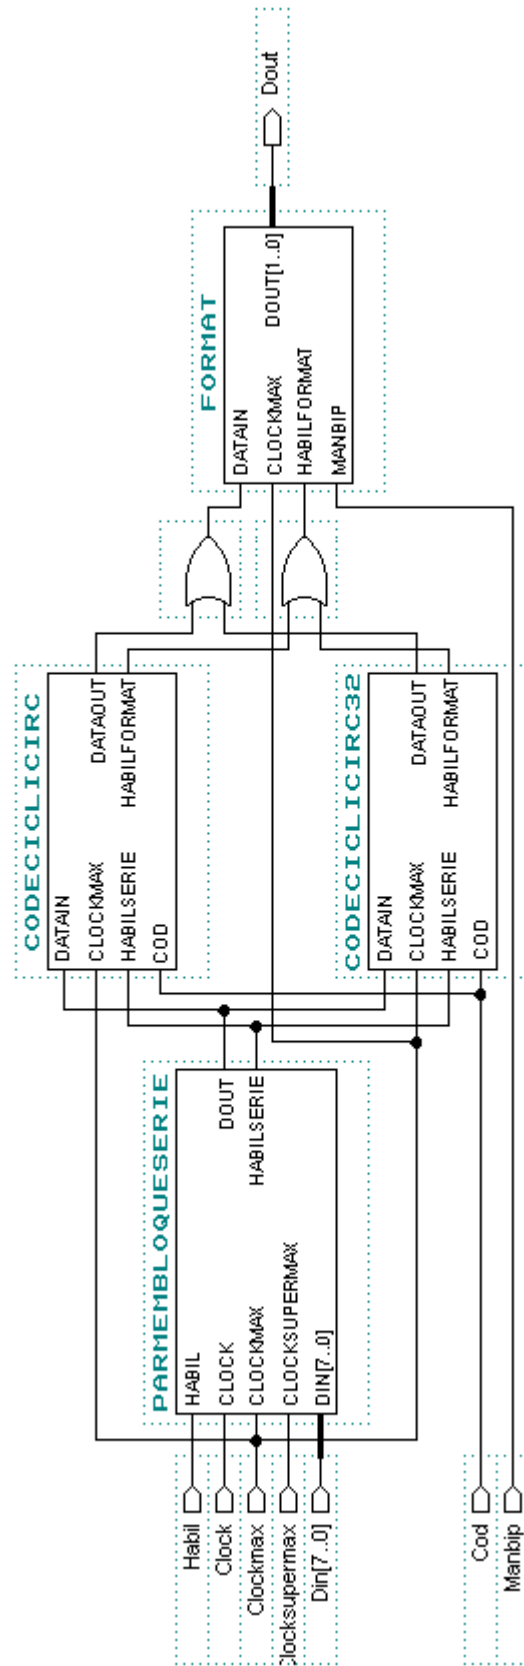 Habil
Clock
Clockmax
Clocksupermax
Din[7..0]
Cod
Manbip
PARMEMBLOQUESERIE
HABIL
CLOCK
CLOCKMAX
CLOCKSUPERMAX
DIN[7..0]
DOUT
HABILSERIE
CODECICLICIRC
DATAIN
CLOCKMAX
HABILSERIE
COD
DATAOUT
HABILFORMAT
CODECICLICIRC32
DATAIN
CLOCKMAX
HABILSERIE
COD
DATAOUT
HABILFORMAT
FORMAT
DATAIN
CLOCKMAX
HABILFORMAT
MANBIP
DOUT[1..0]
Dout